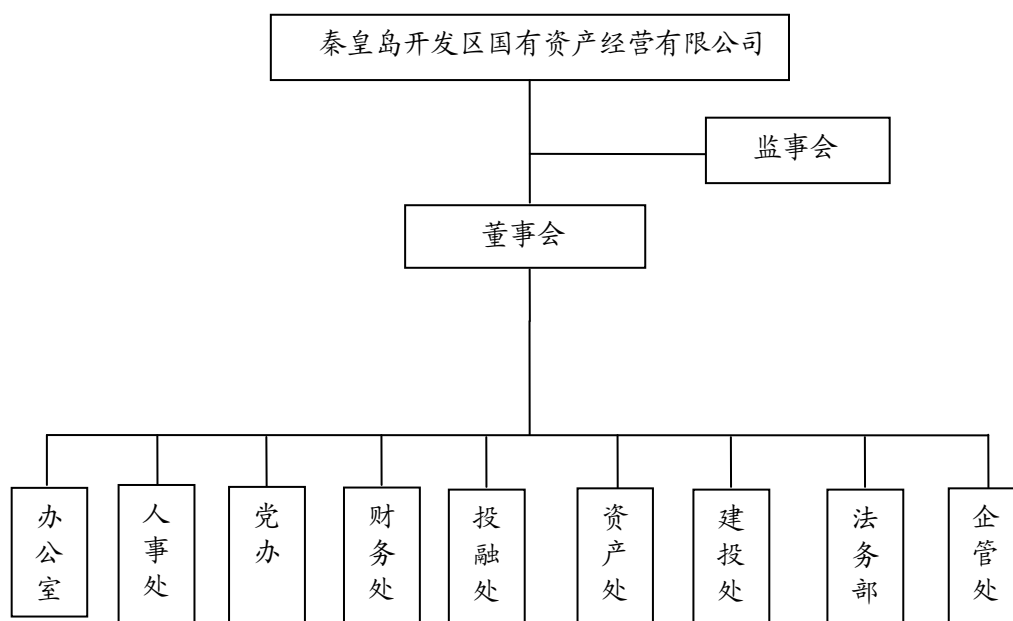 秦皇岛开发区国有资产经营有限公司
监事会
董事会
办公室
人事处
党办
财务处
投融处
资产处
建投处
法务部
企管处